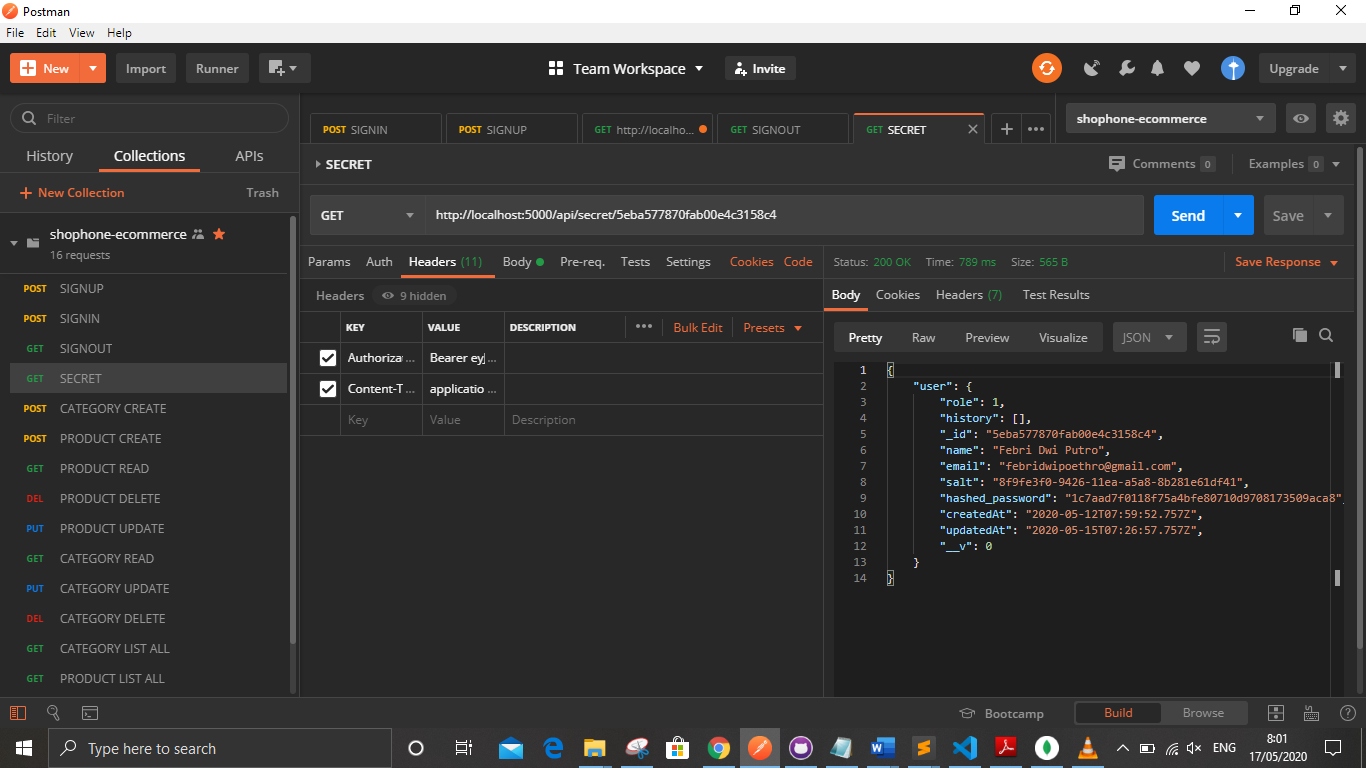 Postman
File Edit View Help
New Import Runner Team Workspace Invite Upgrade
Filter
History Collections APIs
New Collection Trash
shophone-ecommerce
16 requests
POST SIGNUP
POST SIGNIN
GET SIGNOUT
GET SECRET
POST CATEGORY CREATE
POST PRODUCT CREATE
GET PRODUCT READ
DEL PRODUCT DELETE
PUT PRODUCT UPDATE
GET CATEGORY READ
PUT CATEGORY UPDATE
DEL CATEGORY DELETE
GET CATEGORY LIST ALL
GET PRODUCT LIST ALL
POST SIGNIN POST SIGNUP GET http://localho... GET SIGNOUT GET SECRET
shophone-ecommerce
SECRET Comments 0 Examples 0
GET http://localhost:5000/api/secret/5eba577870fab00e4c3158c4 Send Save
Params Auth Headers (11) Body Pre-req. Tests Settings Cookies Code
Headers 9 hidden
KEY VALUE DESCRIPTION ••• Bulk Edit Presets
Authoriza ... Bearer eyJ ...
Content-T ... applicatio ...
Key Value Description
Status: 200 OK Time: 789 ms Size: 565 B Save Response
Body Cookies Headers (7) Test Results
Pretty Raw Preview Visualize JSON
1 {
2 "user": {
3 "role": 1,
4 "history": [],
5 "_id": "5eba577870fab00e4c3158c4",
6 "name": "Febri Dwi Putro",
7 "email": "febridwipoethro@gmail.com",
8 "salt": "8f9fe3f0-9426-11ea-a5a8-8b281e61df41",
9 "hashed_password": "1c7aad7f0118f75a4bfe80710d9708173509aca8",
10 "createdAt": "2020-05-12T07:59:52.757Z",
11 "updatedAt": "2020-05-15T07:26:57.757Z",
12 "__v": 0
13 }
14 }
Bootcamp Build Browse
Type here to search
ENG
8:01
17/05/2020